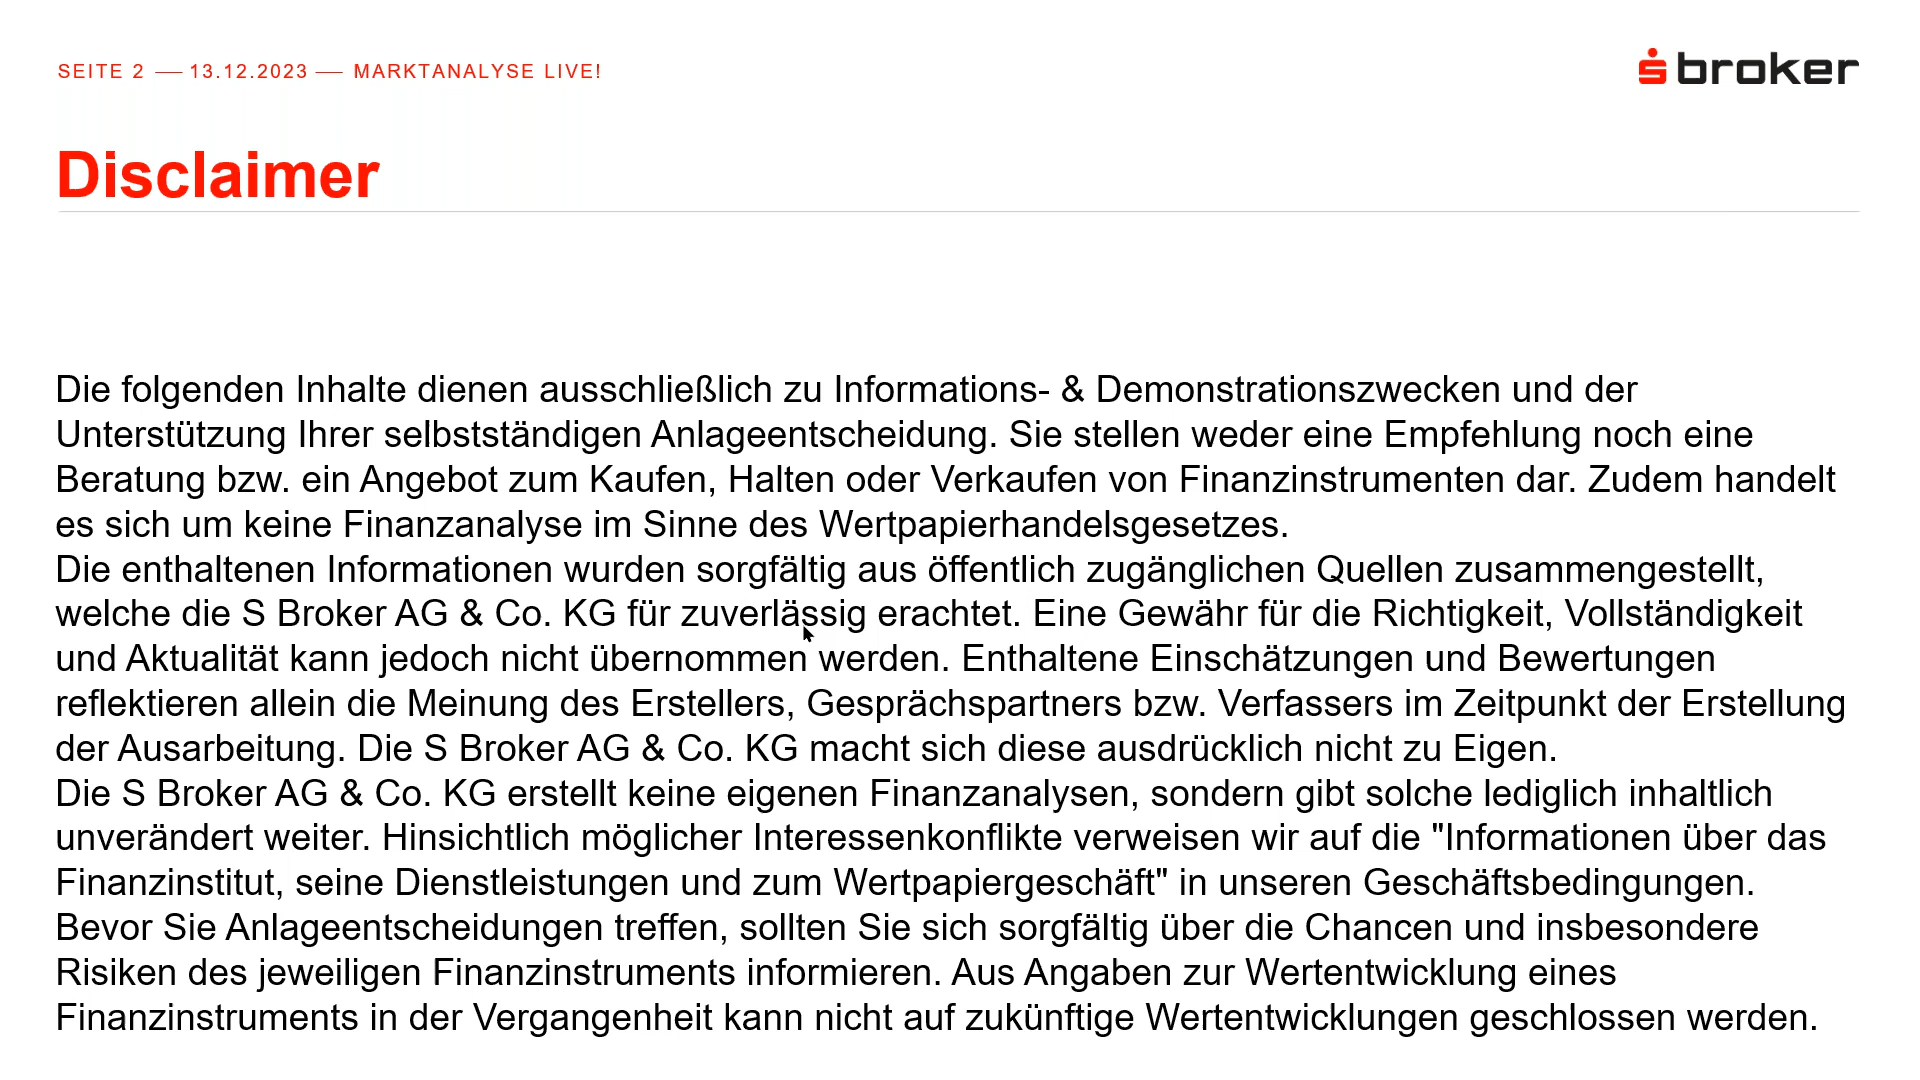 SEITE 2 — 13.12.2023 — MARKTANALYSE LIVE!
broker
Disclaimer
Die folgenden Inhalte dienen ausschließlich zu Informations- & Demonstrationszwecken und der
Unterstützung Ihrer selbstständigen Anlageentscheidung. Sie stellen weder eine Empfehlung noch eine
Beratung bzw. ein Angebot zum Kaufen, Halten oder Verkaufen von Finanzinstrumenten dar. Zudem handelt
es sich um keine Finanzanalyse im Sinne des Wertpapierhandelsgesetzes.
Die enthaltenen Informationen wurden sorgfältig aus öffentlich zugänglichen Quellen zusammengestellt,
welche die S Broker AG & Co. KG für zuverlässig erachtet. Eine Gewähr für die Richtigkeit, Vollständigkeit
und Aktualität kann jedoch nicht übernommen werden. Enthaltene Einschätzungen und Bewertungen
reflektieren allein die Meinung des Erstellers, Gesprächspartners bzw. Verfassers im Zeitpunkt der Erstellung
der Ausarbeitung. Die S Broker AG & Co. KG macht sich diese ausdrücklich nicht zu Eigen.
Die S Broker AG & Co. KG erstellt keine eigenen Finanzanalysen, sondern gibt solche lediglich inhaltlich
unverändert weiter. Hinsichtlich möglicher Interessenkonflikte verweisen wir auf die "Informationen über das
Finanzinstitut, seine Dienstleistungen und zum Wertpapiergeschäft" in unseren Geschäftsbedingungen.
Bevor Sie Anlageentscheidungen treffen, sollten Sie sich sorgfältig über die Chancen und insbesondere
Risiken des jeweiligen Finanzinstruments informieren. Aus Angaben zur Wertentwicklung eines
Finanzinstruments in der Vergangenheit kann nicht auf zukünftige Wertentwicklungen geschlossen werden.